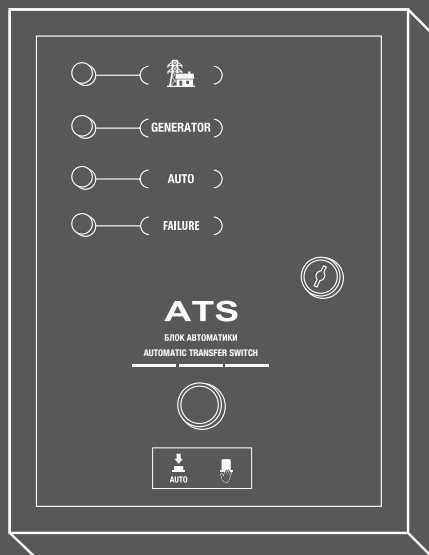 GENERATOR
AUTO
FAILURE
ATS
БЛОК АВТОМАТИКИ
AUTOMATIC TRANSFER SWITCH
AUTO